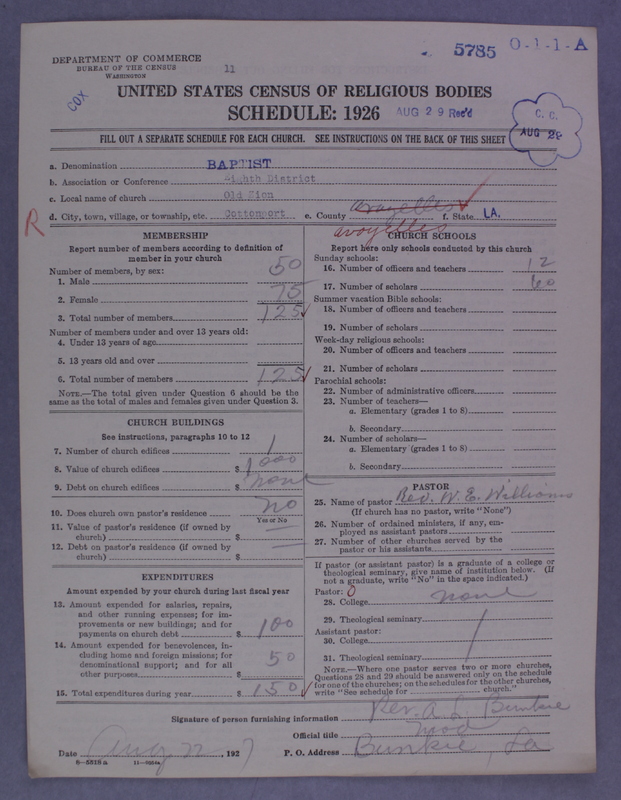 5785 O-1-1-A
DEPARTMENT OF COMMERCE
BUREAU OF THE CENSUS
WASHINGTON
11
COX
UNITED STATES CENSUS OF RELIGIOUS BODIES
SCHEDULE: 1926
AUG 29 Rec'd
C. C.
AUG 29
FILL OUT A SEPARATE SCHEDULE FOR EACH CHURCH. SEE INSTRUCTIONS ON THE BACK OF THIS SHEET
a. Denomination BAPTIST
b. Association or Conference Eighth District
c. Local name of church Old Zion
d. City, town, village, or township, etc. Cottonport e. County Avoyelles f. State LA.
R
avoyelles
MEMBERSHIP
Report number of members according to definition of
member in your church
Number of members, by sex:
1. Male 50
2. Female 75
3. Total number of members 125
Number of members under and over 13 years old:
4. Under 13 years of age
5. 13 years old and over
6. Total number of members 125
NOTE.—The total given under Question 6 should be
same as the total of males and females given under Question 3.
CHURCH BUILDINGS
See instructions, paragraphs 10 to 12
7. Number of church edifices 1
8. Value of church edifices $ 1000
9. Debt on church edifices $ none
10. Does church own pastor's residence no
Yes or No
11. Value of pastor's residence (if owned by
church) $
12. Debt on pastor's residence (if owned by
church) $
EXPENDITURES
Amount expended by your church during last fiscal year
13. Amount expended for salaries, repairs,
and other running expenses; for im-
provements or new buildings; and for
payments on church debt $ 100
14. Amount expended for benevolences, in-
cluding home and foreign missions; for
denominational support; and for all
other purposes $ 50
15. Total expenditures during year $ 150
CHURCH SCHOOLS
Report here only schools conducted by this church
Sunday schools:
16. Number of officers and teachers 12
17. Number of scholars 60
Summer vacation Bible schools:
18. Number of officers and teachers
19. Number of scholars
Week-day religious schools:
20. Number of officers and teachers
21. Number of scholars
Parochial schools:
22. Number of administrative officers
23. Number of teachers—
a. Elementary (grades 1 to 8)
b. Secondary
24. Number of scholars—
a. Elementary (grades 1 to 8)
b. Secondary
PASTOR
25. Name of pastor Rev. W. E. Williams
(If church has no pastor, write "None")
26. Number of ordained ministers, if any, em-
ployed as assistant pastors
27. Number of other churches served by the
pastor or his assistants
If pastor (or assistant pastor) is a graduate of a college or
theological seminary, give name of institution below. (If
not a graduate, write "No" in the space indicated.)
Pastor: 0
28. College none
29. Theological seminary
Assistant pastor:
30. College
31. Theological seminary
NOTE.—Where one pastor serves two or more churches,
Questions 28 and 29 should be answered only on the schedule
for one of the churches; on the schedules for the other churches,
write "See schedule for church."
Signature of person furnishing information Rev. A. L. Bunkie
Official title Mod
Date Aug 22, 1927 P. O. Address Bunkie, La
8—5818a 11—9204a